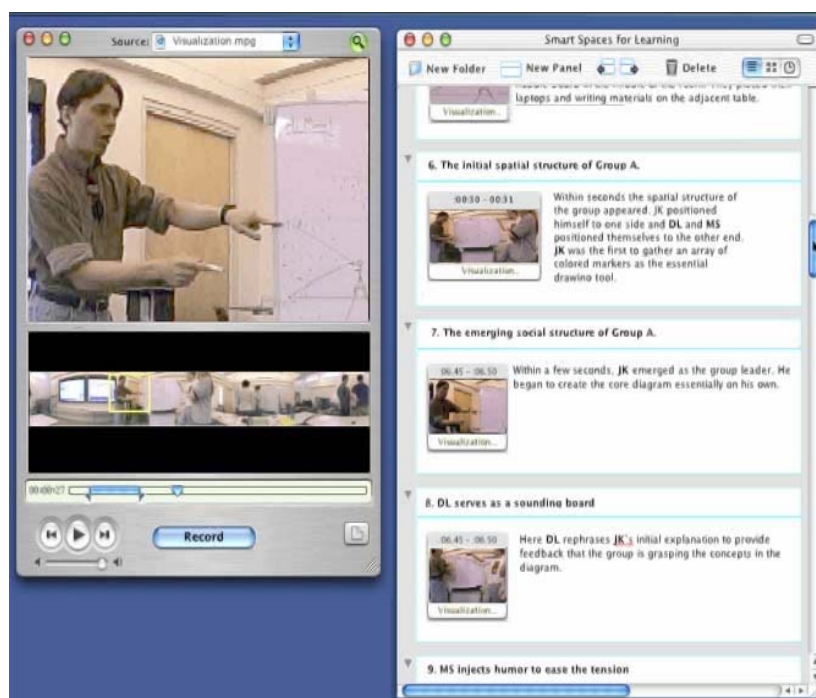 Source: Visualization.mpg
00:00:27
Record
Smart Spaces for Learning
New Folder New Panel Delete
laptops and writing materials on the adjacent table.
Visualization..
6. The initial spatial structure of Group A.
:00:30 - 00:31
Within seconds the spatial structure of
the group appeared. JK positioned
himself to one side and DL and MS
positioned themselves to the other end.
JK was the first to gather an array of
colored markers as the essential
drawing tool.
Visualization..
7. The emerging social structure of Group A.
:06.45 - :06.50
Within a few seconds, JK emerged as the group leader. He
began to create the core diagram essentially on his own.
Visualization..
8. DL serves as a sounding board
:06.45 - :06.50
Here DL rephrases JK's initial explanation to provide
feedback that the group is grasping the concepts in the
diagram.
Visualization..
9. MS injects humor to ease the tension